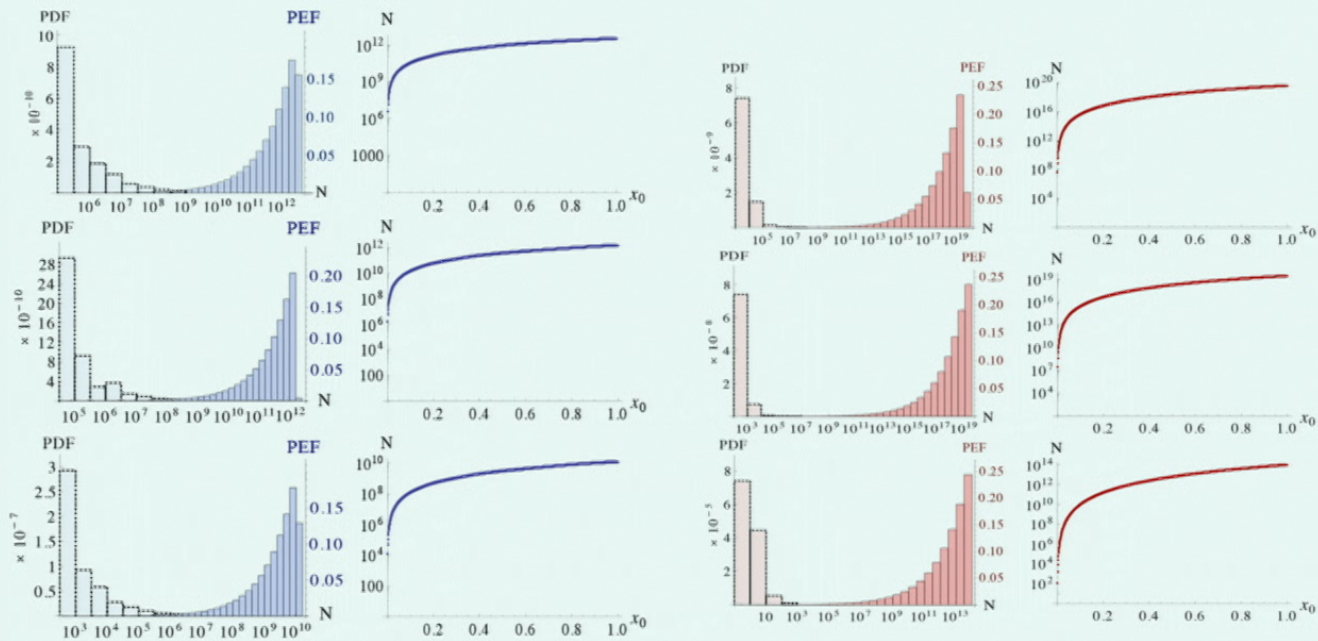 PDF PEF
10
8
6
4
2
× 10⁻¹⁰
0.15
0.10
0.05
N
10⁶ 10⁷ 10⁸ 10⁹ 10¹⁰ 10¹¹ 10¹²
N
10¹²
10⁹
10⁶
1000
0.2 0.4 0.6 0.8 1.0
x₀
PDF PEF
8
6
4
2
× 10⁻⁹
0.25
0.20
0.15
0.10
0.05
N
10⁵ 10⁷ 10⁹ 10¹¹ 10¹³ 10¹⁵ 10¹⁷ 10¹⁹
N
10²⁰
10¹⁶
10¹²
10⁸
10⁴
0.2 0.4 0.6 0.8 1.0
x₀
PDF PEF
28
24
20
16
12
8
4
× 10⁻¹⁰
0.20
0.15
0.10
0.05
N
10⁵ 10⁶ 10⁷ 10⁸ 10⁹ 10¹⁰ 10¹¹ 10¹²
N
10¹²
10¹⁰
10⁸
10⁶
10⁴
100
0.2 0.4 0.6 0.8 1.0
x₀
PDF PEF
8
6
4
2
× 10⁻⁸
0.25
0.20
0.15
0.10
0.05
N
10³ 10⁵ 10⁷ 10⁹ 10¹¹ 10¹³ 10¹⁵ 10¹⁷ 10¹⁹
N
10¹⁹
10¹⁶
10¹³
10¹⁰
10⁷
10⁴
0.2 0.4 0.6 0.8 1.0
x₀
PDF PEF
3
2.5
2
1.5
1
0.5
× 10⁻⁷
0.15
0.10
0.05
N
10³ 10⁴ 10⁵ 10⁶ 10⁷ 10⁸ 10⁹ 10¹⁰
N
10¹⁰
10⁸
10⁶
10⁴
100
0.2 0.4 0.6 0.8 1.0
x₀
PDF PEF
8
6
4
2
× 10⁻⁵
0.25
0.20
0.15
0.10
0.05
N
10 10³ 10⁵ 10⁷ 10⁹ 10¹¹ 10¹³
N
10¹⁴
10¹²
10¹⁰
10⁸
10⁶
10⁴
10²
0.2 0.4 0.6 0.8 1.0
x₀